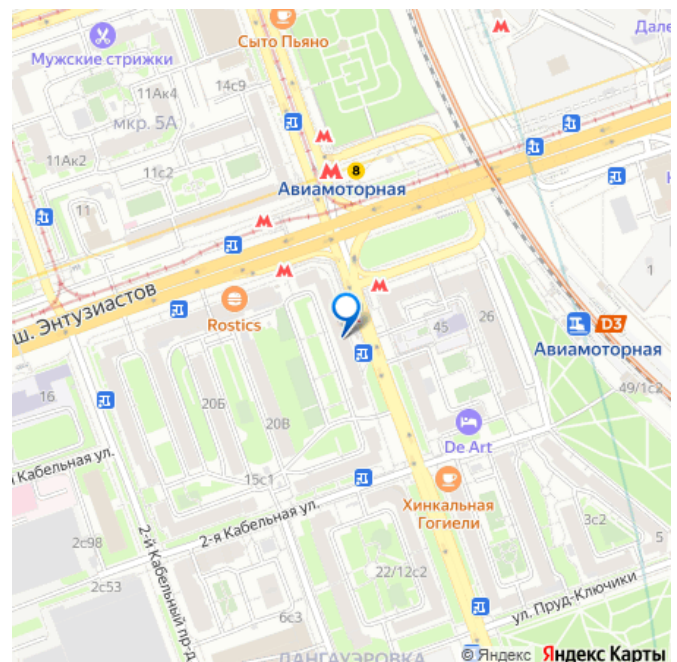 Сыто Пьяно
Дале
Мужские стрижки
14с9
11Ак4
мкр. 5А
11Ак2
11с2
8
Авиамоторная
11
1
ш. Энтузиастов
Rostics
45
26
D3
Авиамоторная
49/1с2
16
20Б
20В
De Art
Кабельная ул.
15с1
Хинкальная
Гогиели
2-я Кабельная ул.
3с2
2с98
5
2-й Кабельный пр-д
22/12с2
2с53
ул. Пруд-Ключики
6с3
ЛАНГАУЭРОВКА
© Яндекс Яндекс Карты